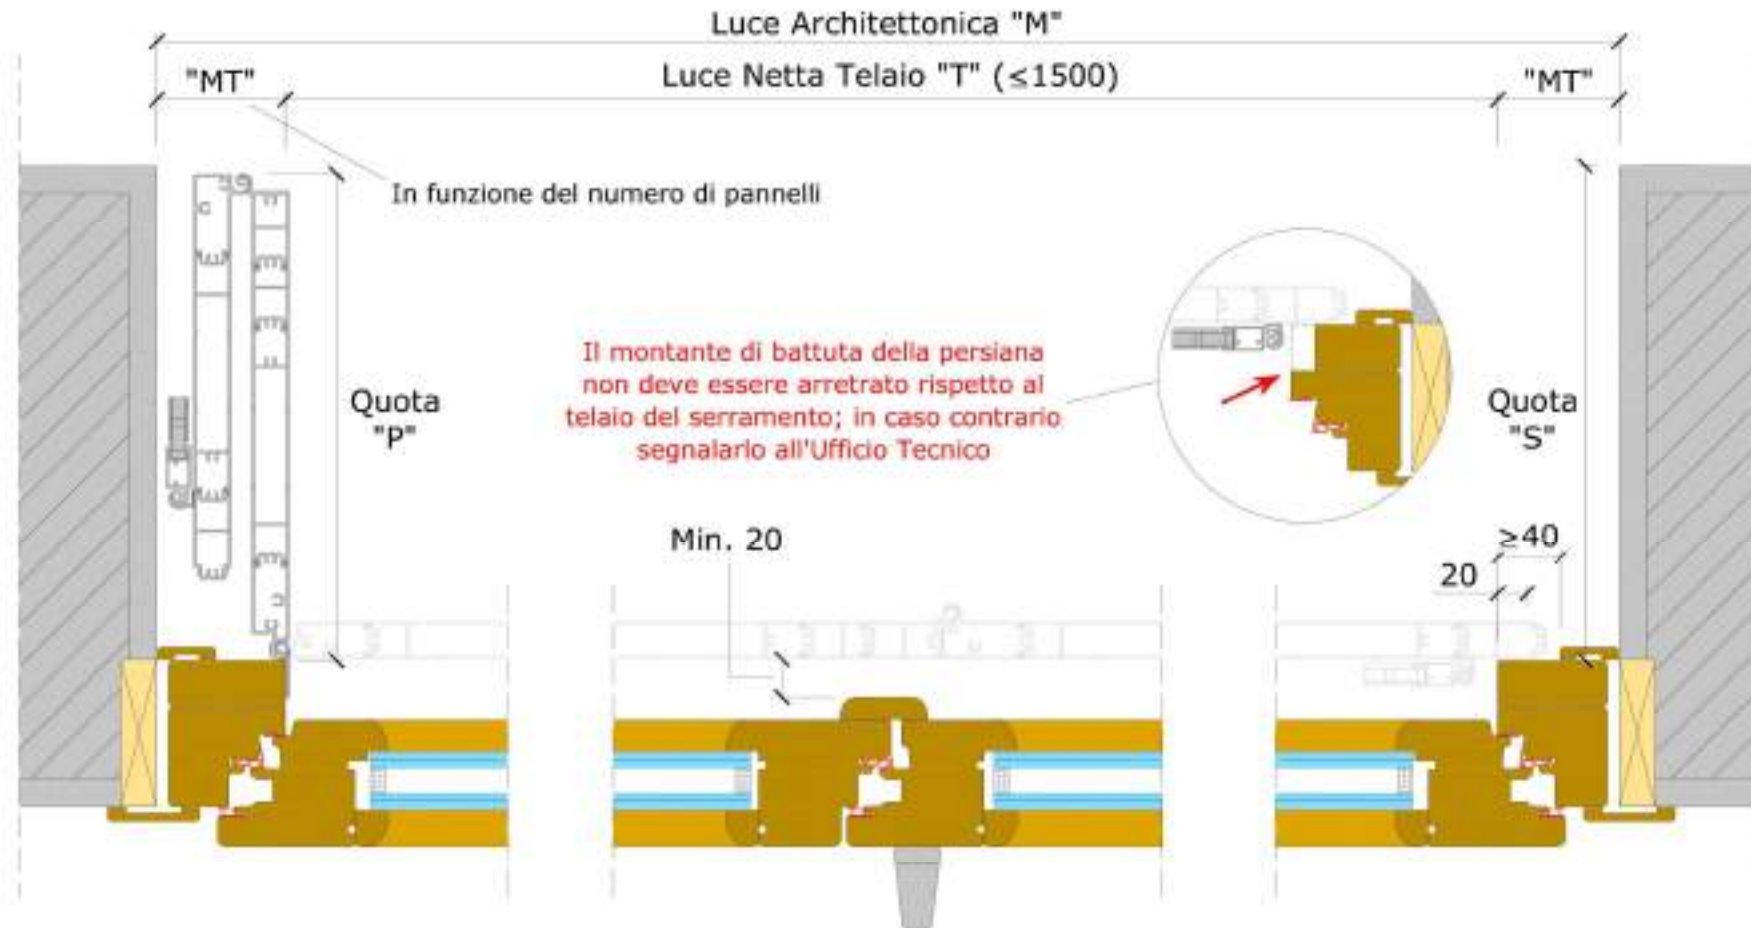 Luce Architettonica "M"
"MT"
Luce Netta Telaio "T" (≤1500)
"MT"
In funzione del numero di pannelli
Il montante di battuta della persiana
non deve essere arretrato rispetto al
telaio del serramento; in caso contrario
segnalarlo all'Ufficio Tecnico
Quota
"P"
Quota
"S"
Min. 20
≥40
20